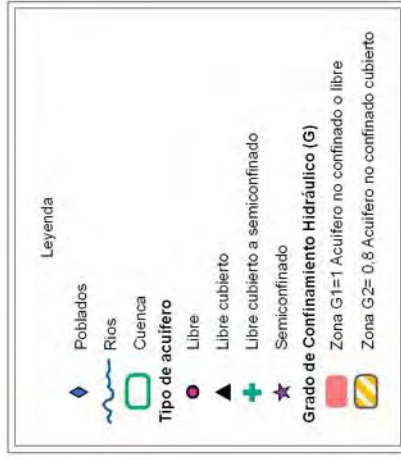 Leyenda
Poblados
Rios
Cuenca
Tipo de acuífero
Libre
Libre cubierto
Libre cubierto a semiconfinado
Semiconfinado
Grado de Confinamiento Hidráulico (G)
Zona G1=1 Acuífero no confinado o libre
Zona G2= 0,8 Acuífero no confinado cubierto